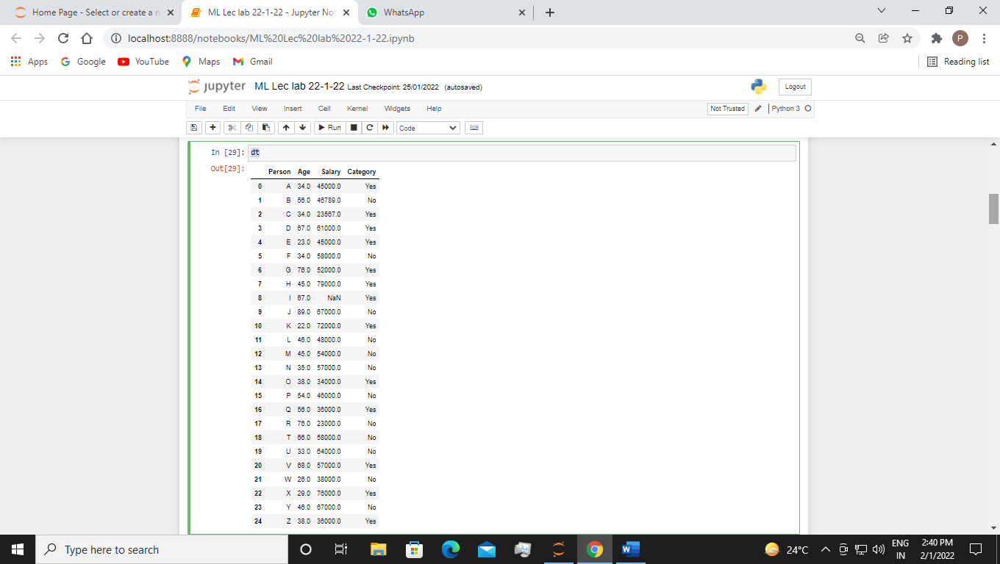 Home Page - Select or create a n
ML Lec lab 22-1-22 - Jupyter Not
WhatsApp
localhost:8888/notebooks/ML%20Lec%20lab%2022-1-22.ipynb
P
Apps Google YouTube Maps Gmail Reading list
jupyter ML Lec lab 22-1-22 Last Checkpoint: 25/01/2022 (autosaved) Logout
File Edit View Insert Cell Kernel Widgets Help Not Trusted Python 3
Run Code
In [29]: dt
Out[29]:
Person Age Salary Category
0 A 34.0 45000.0 Yes
1 B 56.0 46789.0 No
2 C 34.0 23567.0 Yes
3 D 67.0 61000.0 Yes
4 E 23.0 45000.0 Yes
5 F 34.0 58000.0 No
6 G 76.0 52000.0 Yes
7 H 45.0 79000.0 Yes
8 I 67.0 NaN Yes
9 J 89.0 67000.0 No
10 K 22.0 72000.0 Yes
11 L 46.0 48000.0 No
12 M 45.0 54000.0 No
13 N 35.0 57000.0 No
14 O 38.0 34000.0 Yes
15 P 54.0 46000.0 No
16 Q 56.0 36000.0 Yes
17 R 76.0 23000.0 No
18 T 66.0 58000.0 No
19 U 33.0 64000.0 No
20 V 68.0 57000.0 Yes
21 W 26.0 38000.0 No
22 X 29.0 76000.0 Yes
23 Y 46.0 67000.0 No
24 Z 38.0 36000.0 Yes
Type here to search
W
24°C
ENG
IN
2:40 PM
2/1/2022